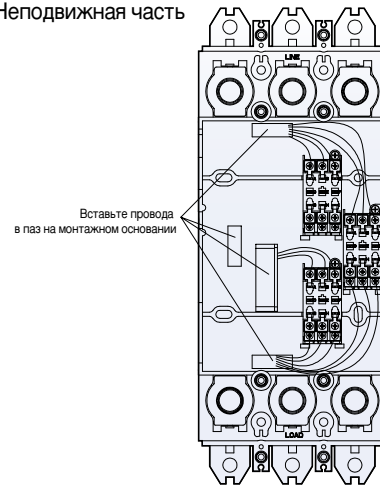 Неподвижная часть
LINE
Вставьте провода
в паз на монтажном основании
LOAD